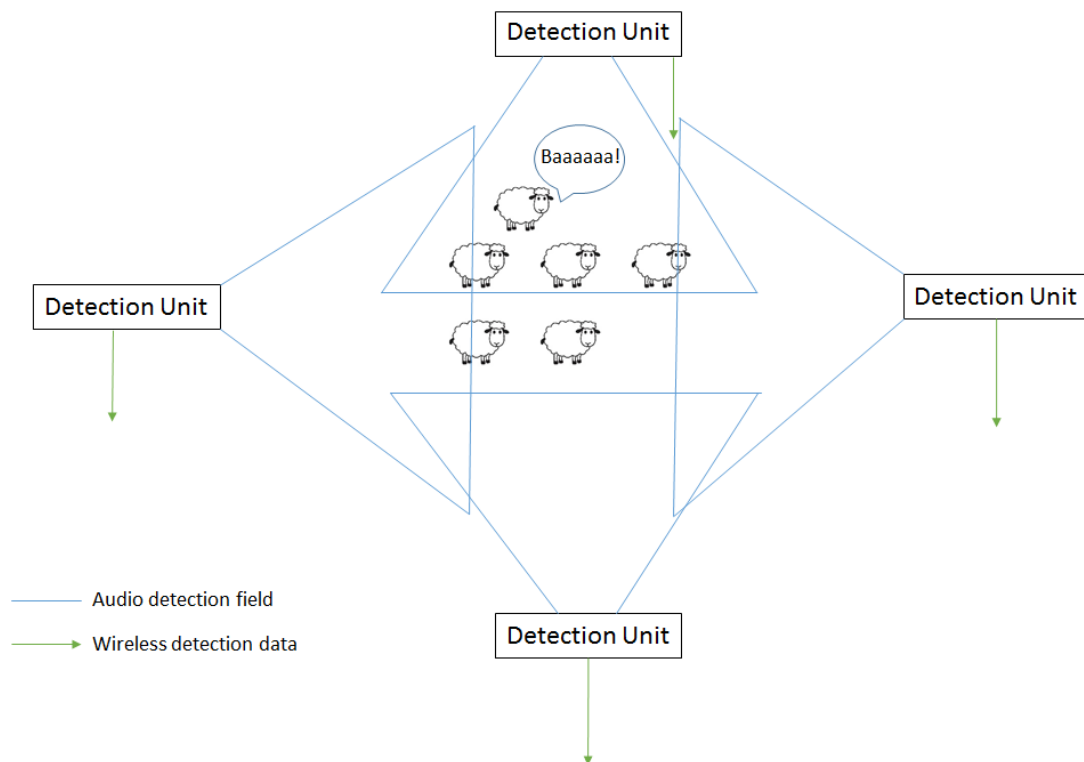 Detection Unit
Baaaaaa!
Detection Unit
Detection Unit
Audio detection field
Wireless detection data
Detection Unit